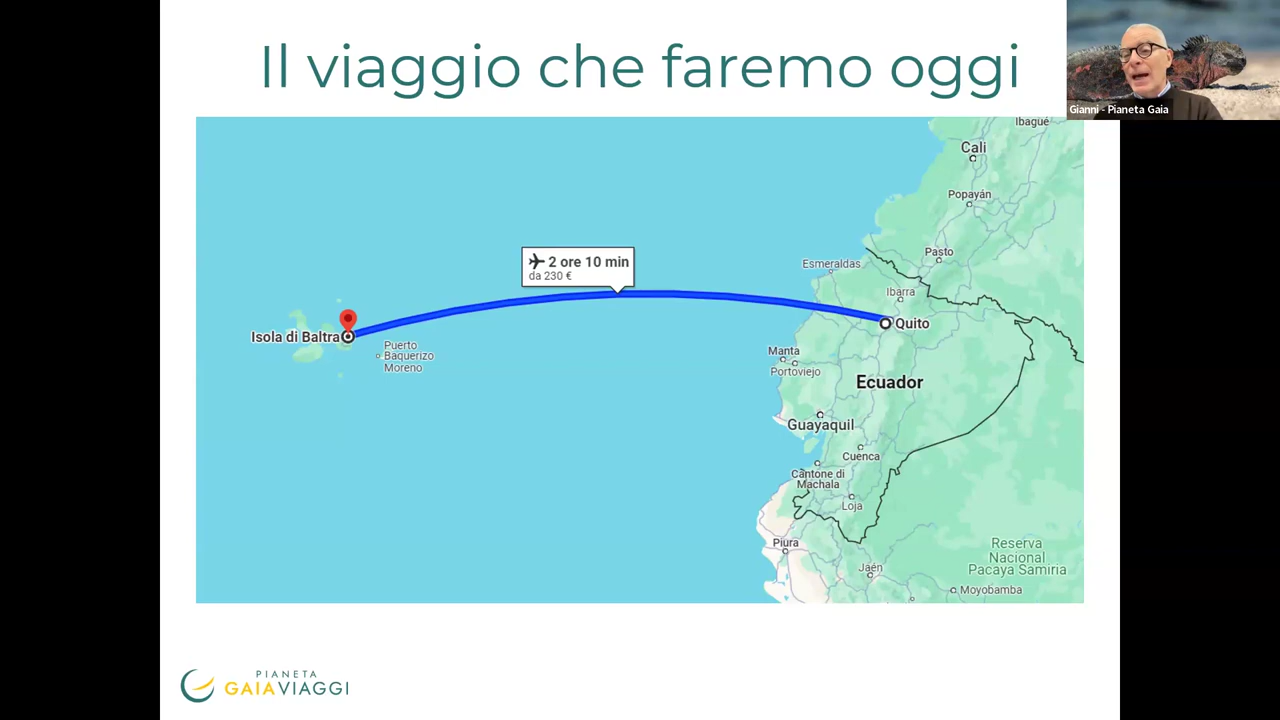 Il viaggio che faremo oggi
Gianni - Pianeta Gaia
Ibagué
Cali
Popayán
Pasto
Esmeraldas
Ibarra
2 ore 10 min
da 230 €
Quito
Isola di Baltra
Puerto
Baquerizo
Moreno
Manta
Portoviejo
Ecuador
Guayaquil
Cuenca
Cantone di
Machala
Loja
Piura
Jaén
Reserva
Nacional
Pacaya Samiria
Moyobamba
PIANETA
GAIAVIAGGI